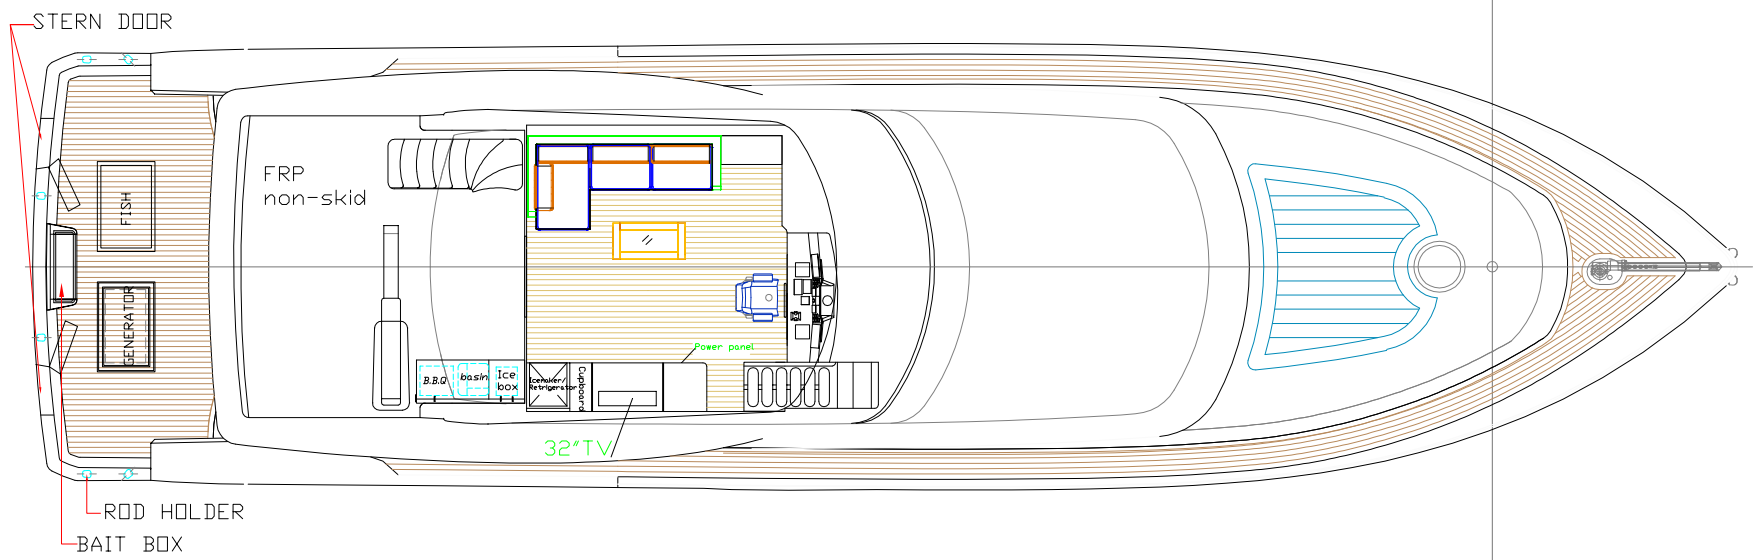 STERN DOOR
FRP
non-skid
FISH
GENERATOR
Power panel
B.B.Q
basin
Ice
box
Icemaker/
Refrigerator
Cupboard
32"TV
ROD HOLDER
BAIT BOX